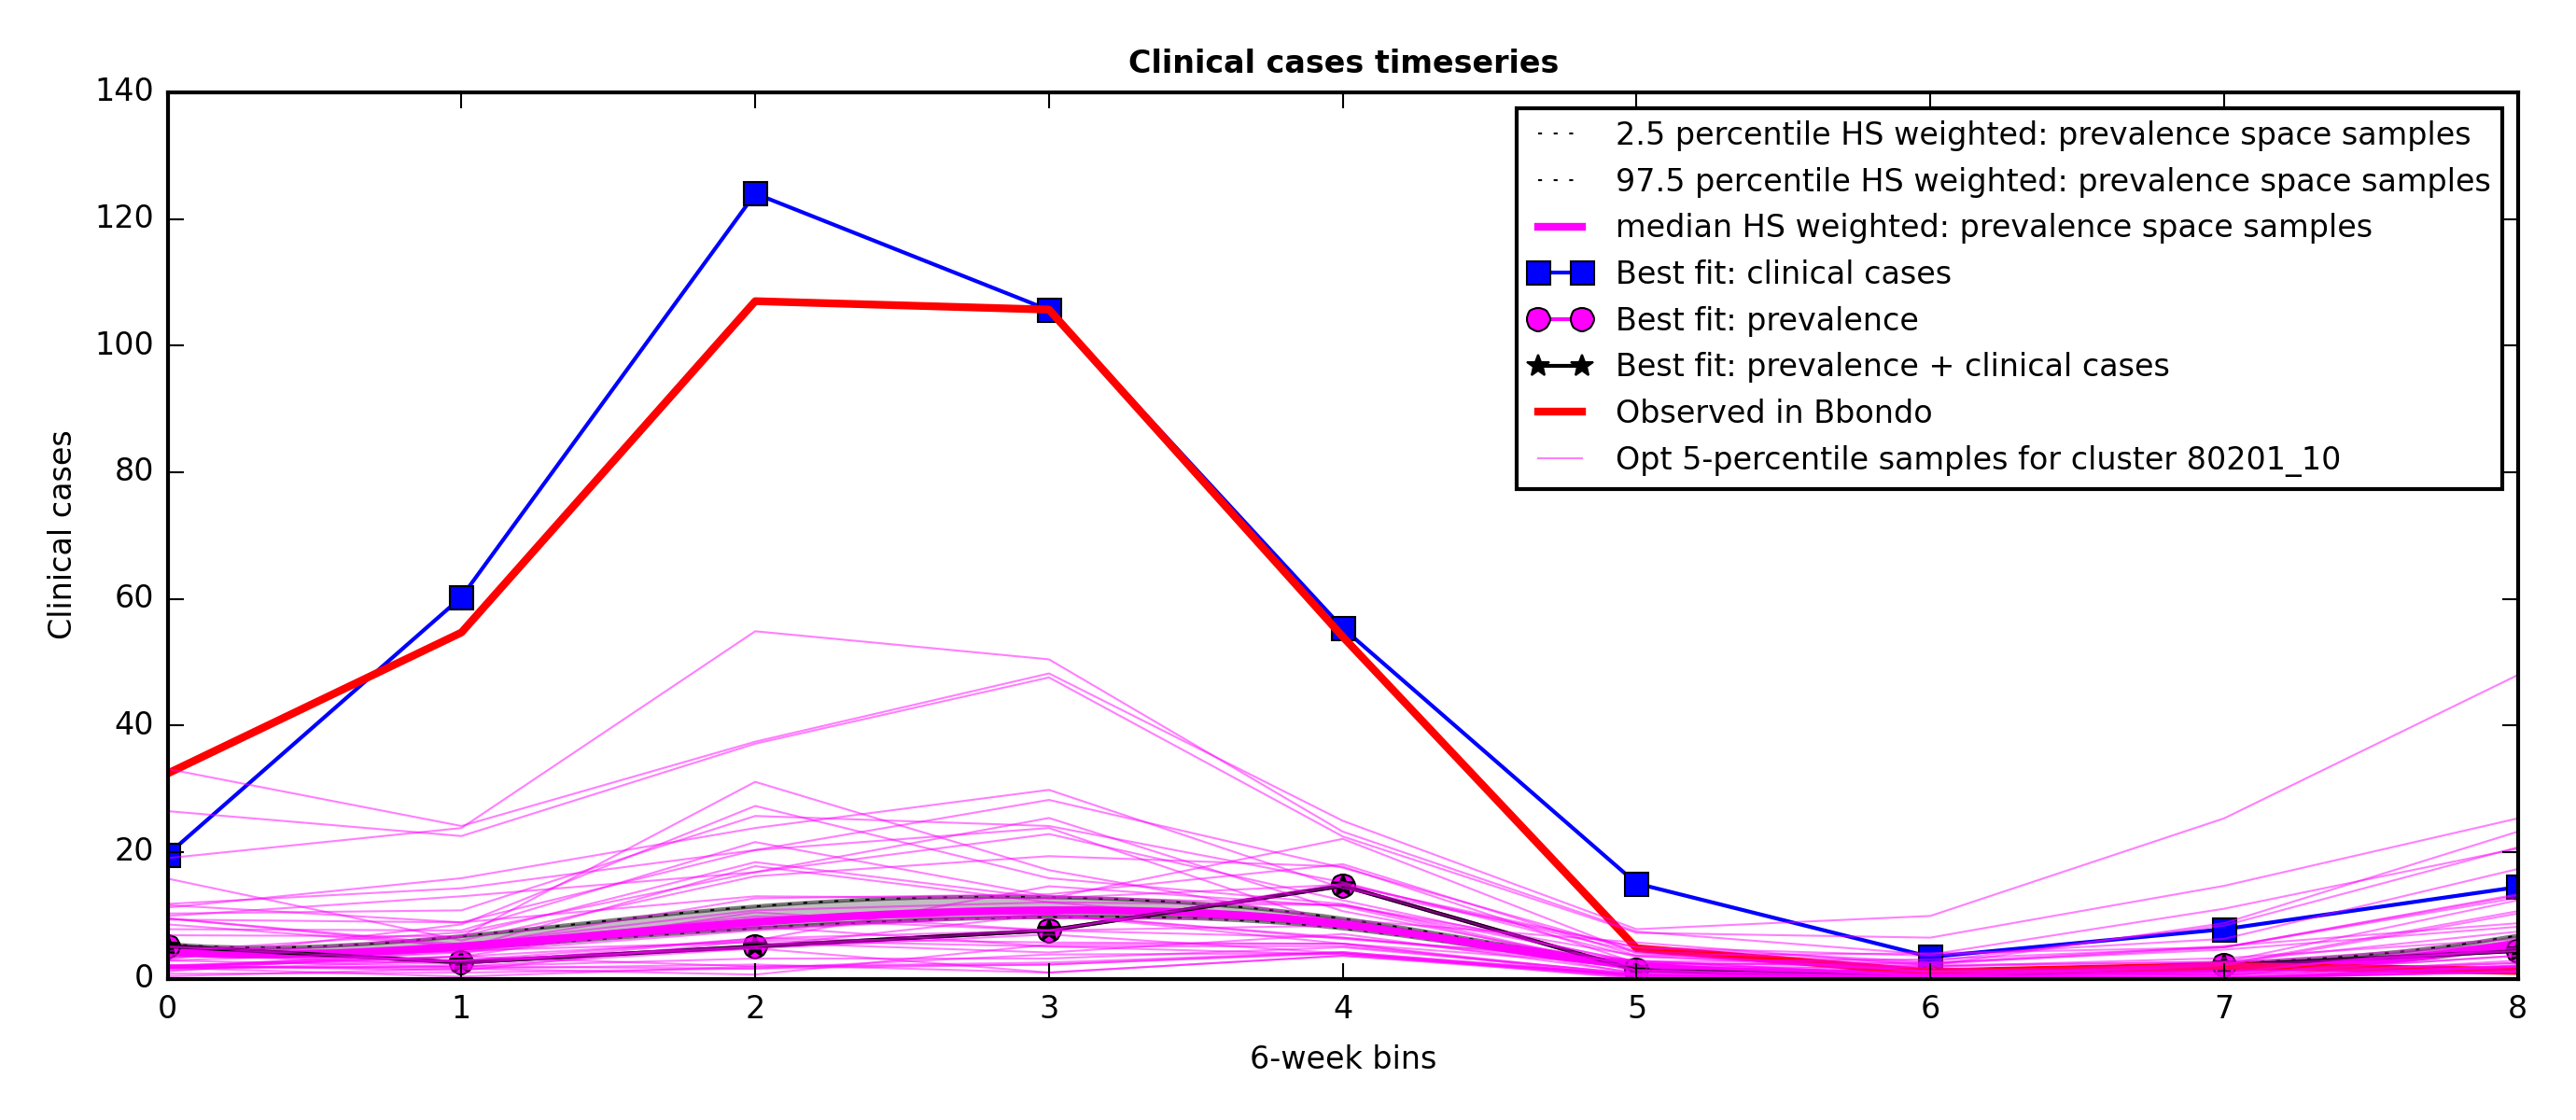 Clinical cases timeseries
140
120
100
80
60
40
20
0
Clinical cases
2.5 percentile HS weighted: prevalence space samples
97.5 percentile HS weighted: prevalence space samples
median HS weighted: prevalence space samples
Best fit: clinical cases
Best fit: prevalence
Best fit: prevalence + clinical cases
Observed in Bbondo
Opt 5-percentile samples for cluster 80201_10
0 1 2 3 4 5 6 7 8
6-week bins